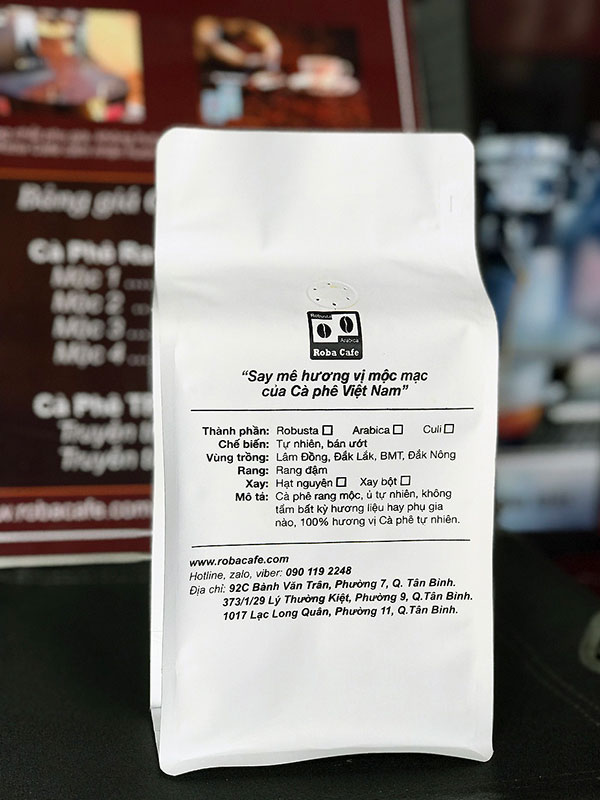 Bảng giá
Cà Phê
Mộc 1
Mộc 2
Mộc 3
Mộc 4
Cà Phê
Truyền
Truyền
Robusta
Arabica
Roba Cafe
“Say mê hương vị mộc mạc
của Cà phê Việt Nam”
Thành phần: Robusta □ Arabica □ Culi □
Chế biến: Tự nhiên, bán ướt
Vùng trồng: Lâm Đồng, Đắk Lắk, BMT, Đắk Nông
Rang: Rang đậm
Xay: Hạt nguyên □ Xay bột □
Mô tả: Cà phê rang mộc, ủ tự nhiên, không
tẩm bất kỳ hương liệu hay phụ gia
nào, 100% hương vị Cà phê tự nhiên.
www.robacafe.com
Hotline, zalo, viber: 090 119 2248
Địa chỉ: 92C Bành Văn Trân, Phường 7, Q. Tân Bình.
373/1/29 Lý Thường Kiệt, Phường 9, Q.Tân Bình.
1017 Lạc Long Quân, Phường 11, Q.Tân Bình.